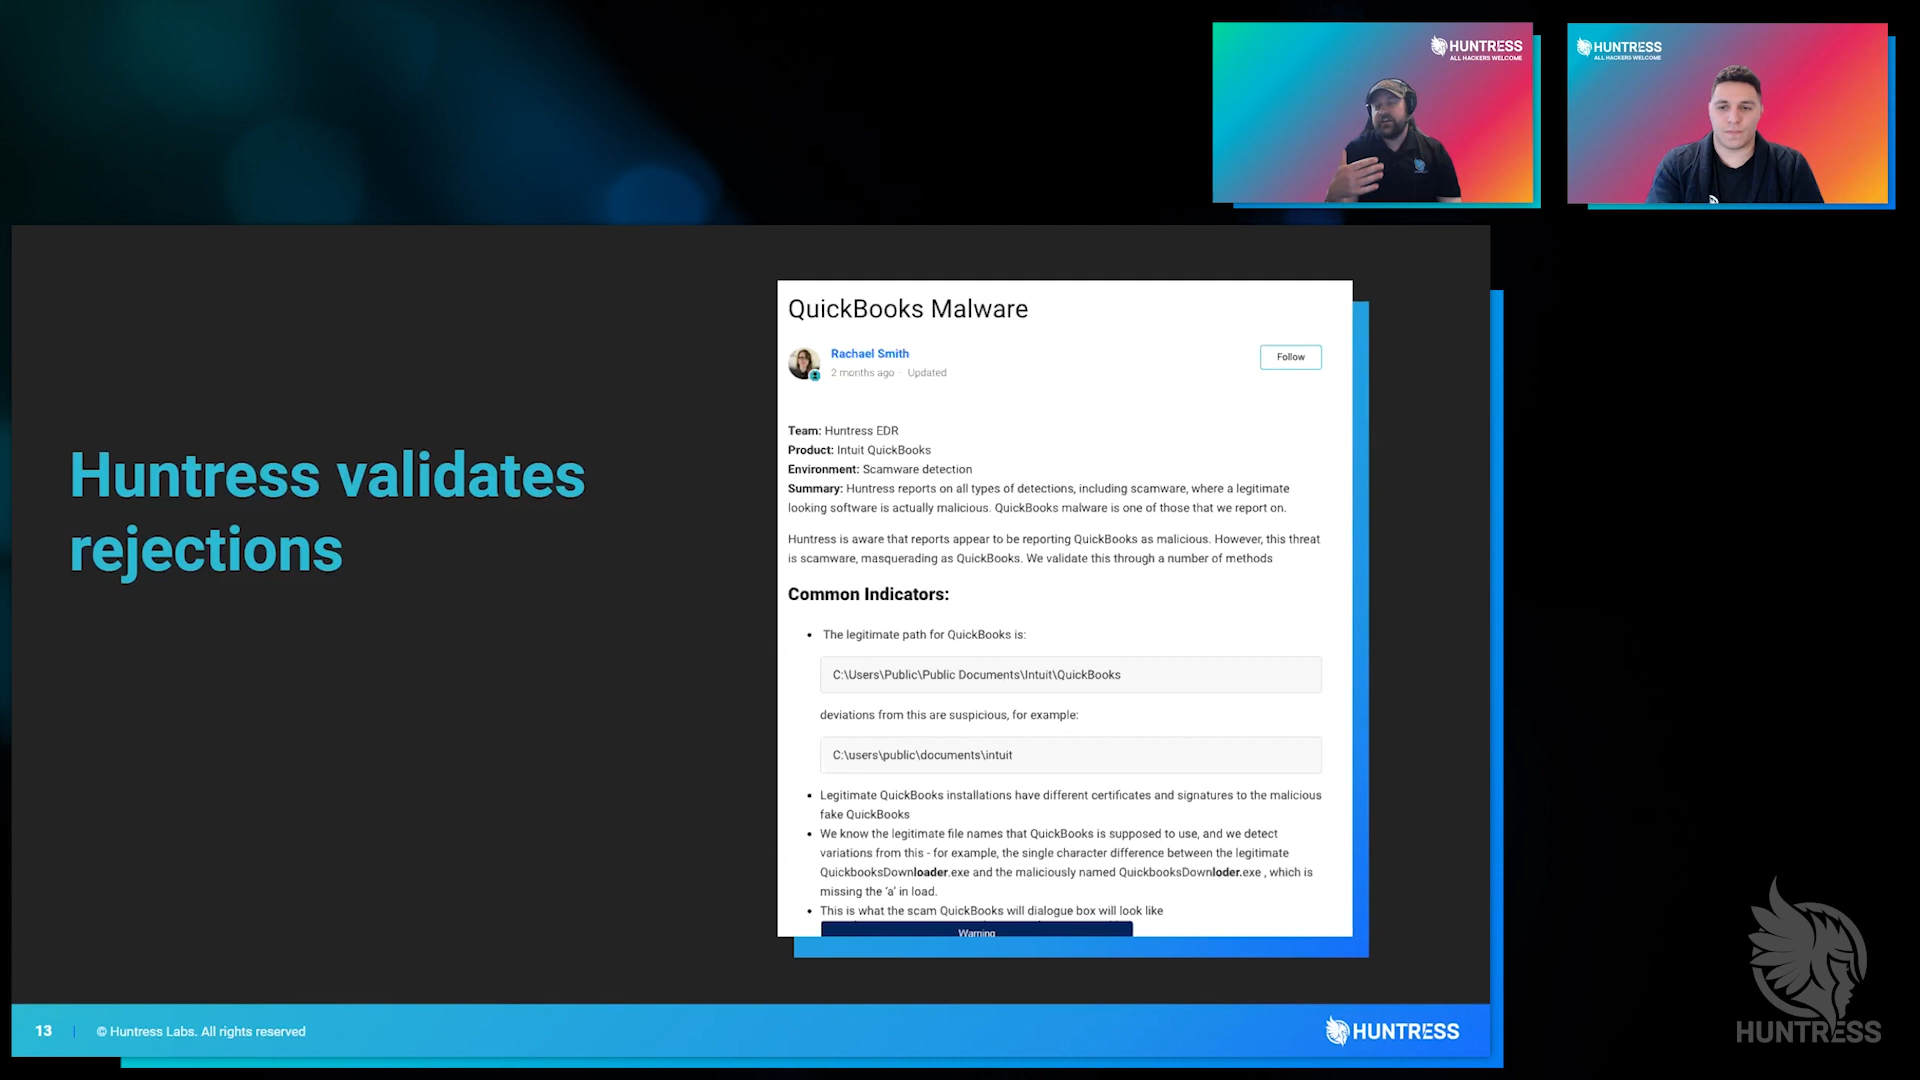 HUNTRESS
ALL HACKERS WELCOME
HUNTRESS
ALL HACKERS WELCOME
Huntress validates
rejections
QuickBooks Malware
Rachael Smith
2 months ago · Updated
Follow
Team: Huntress EDR
Product: Intuit QuickBooks
Environment: Scamware detection
Summary: Huntress reports on all types of detections, including scamware, where a legitimate
looking software is actually malicious. QuickBooks malware is one of those that we report on.
Huntress is aware that reports appear to be reporting QuickBooks as malicious. However, this threat
is scamware, masquerading as QuickBooks. We validate this through a number of methods
Common Indicators:
• The legitimate path for QuickBooks is:
C:\Users\Public\Public Documents\Intuit\QuickBooks
deviations from this are suspicious, for example:
C:\users\public\documents\intuit
• Legitimate QuickBooks installations have different certificates and signatures to the malicious
fake QuickBooks
• We know the legitimate file names that QuickBooks is supposed to use, and we detect
variations from this - for example, the single character difference between the legitimate
QuickbooksDownloader.exe and the maliciously named QuickbooksDownloder.exe , which is
missing the 'a' in load.
• This is what the scam QuickBooks will dialogue box will look like
Warning
13 | © Huntress Labs. All rights reserved
HUNTRESS
HUNTRESS